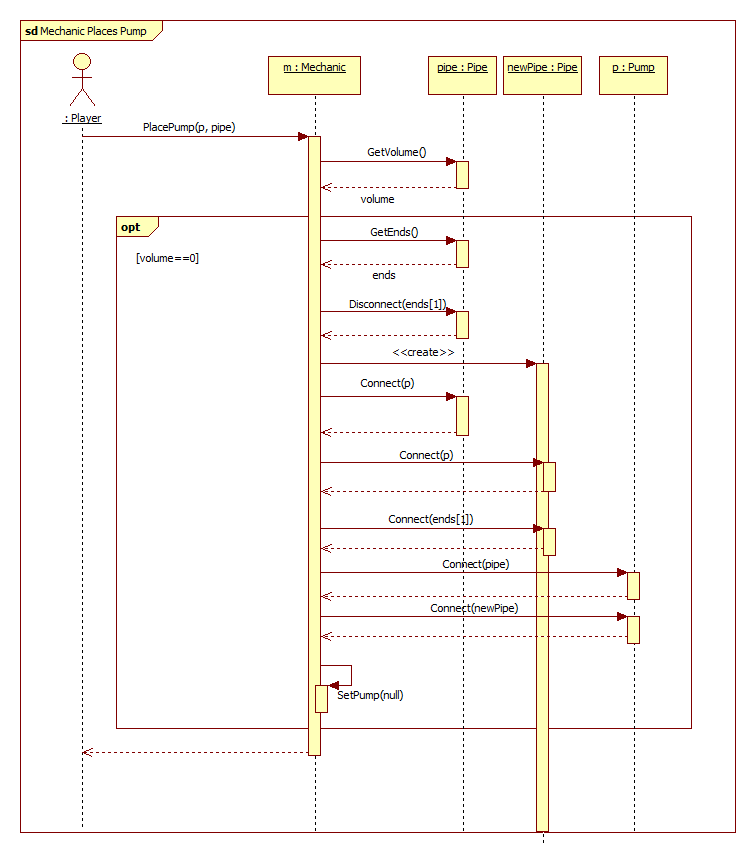 sd Mechanic Places Pump
m : Mechanic
pipe : Pipe
newPipe : Pipe
p : Pump
: Player
PlacePump(p, pipe)
GetVolume()
volume
opt
GetEnds()
[volume==0]
ends
Disconnect(ends[1])
<<create>>
Connect(p)
Connect(p)
Connect(ends[1])
Connect(pipe)
Connect(newPipe)
SetPump(null)